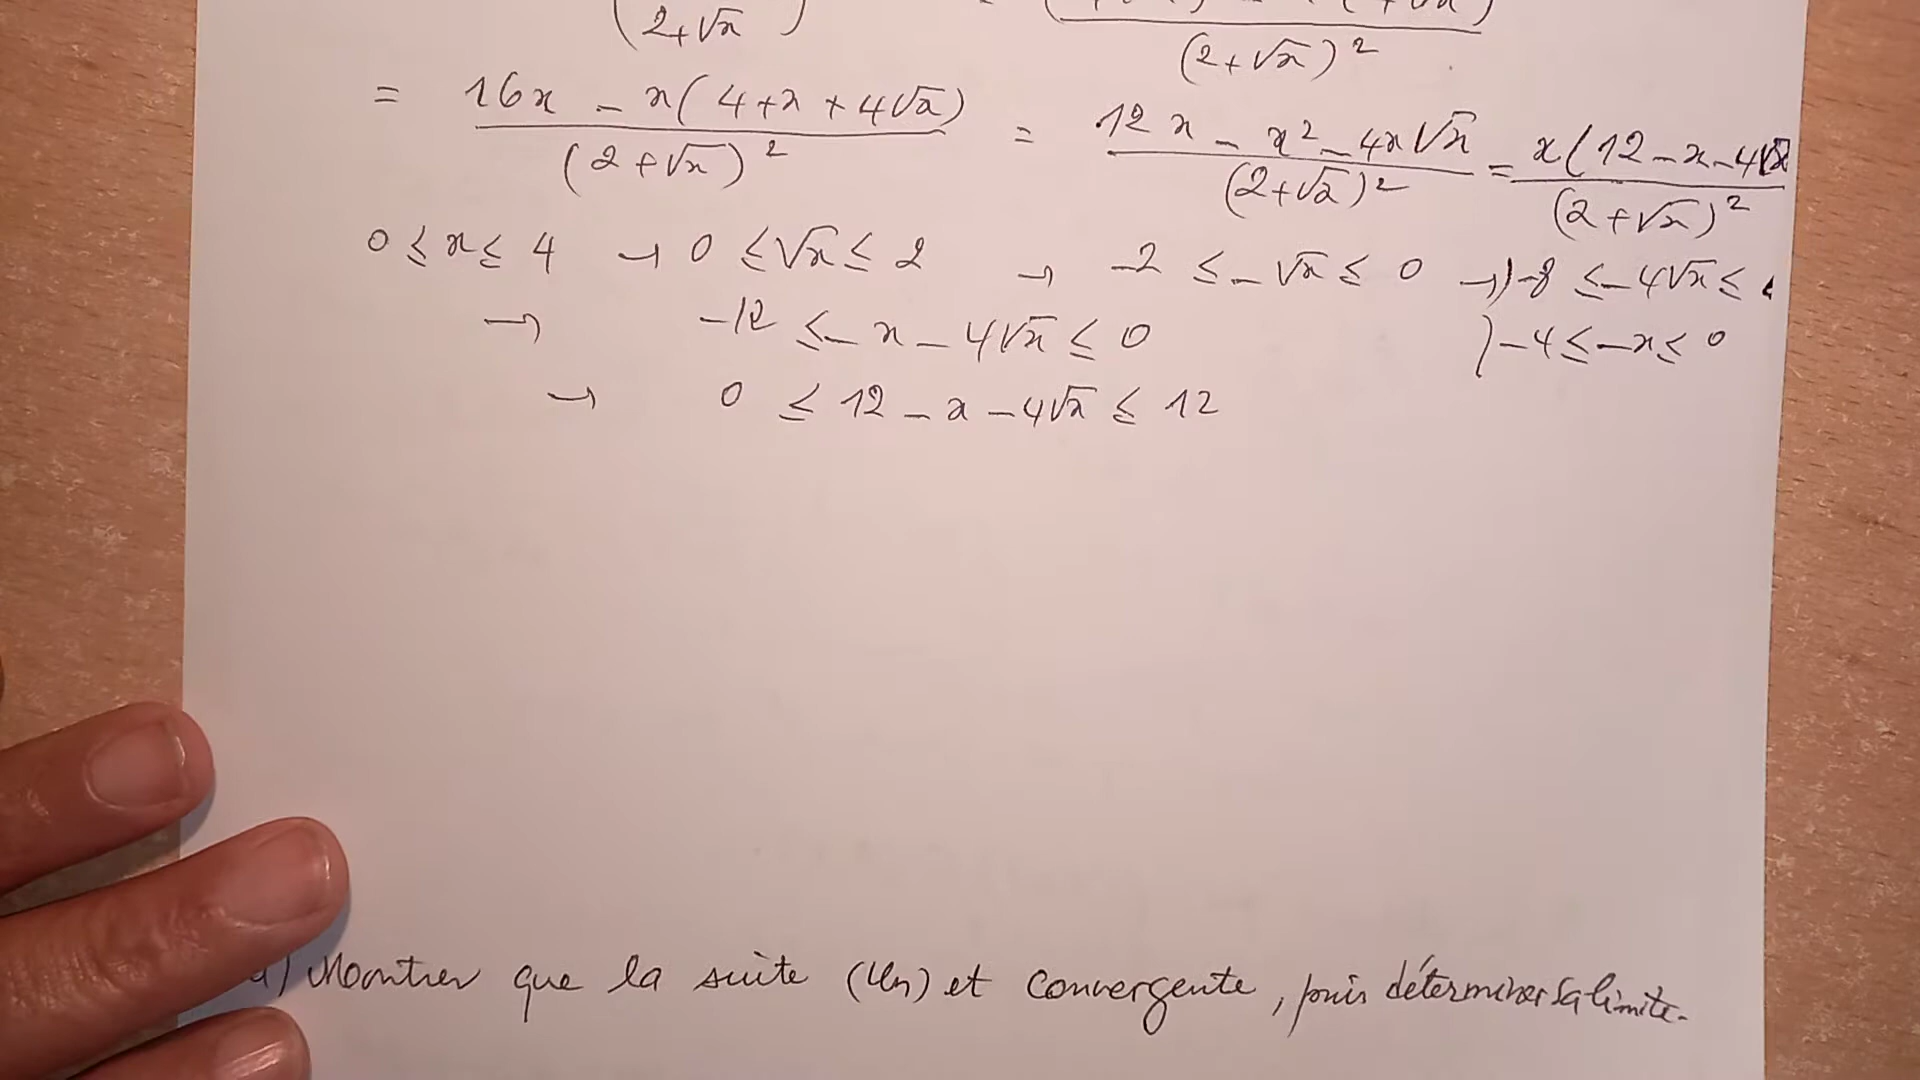 (2+√x)
(2+√x)²
= (16x - x(4+x+4√x))/(2+√x)² = (12x - x² - 4x√x)/(2+√x)² = x(12-x-4√x)/(2+√x)²
0 ≤ x ≤ 4 → 0 ≤ √x ≤ 2 → -2 ≤ -√x ≤ 0 → ) -8 ≤ -4√x ≤
→ -12 ≤ -x - 4√x ≤ 0 ) -4 ≤ -x ≤ 0
→ 0 ≤ 12 - x - 4√x ≤ 12
) Montrer que la suite (Un) et convergente, puis déterminer sa limite.